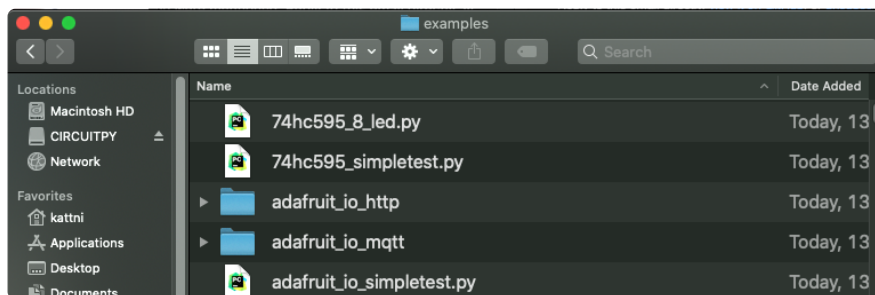 examples
Search
Locations
Macintosh HD
CIRCUITPY
Network
Favorites
kattni
Applications
Desktop
Documents
Name
Date Added
74hc595_8_led.py
Today, 13
74hc595_simpletest.py
Today, 13
adafruit_io_http
Today, 13
adafruit_io_mqtt
Today, 13
adafruit_io_simpletest.py
Today, 13